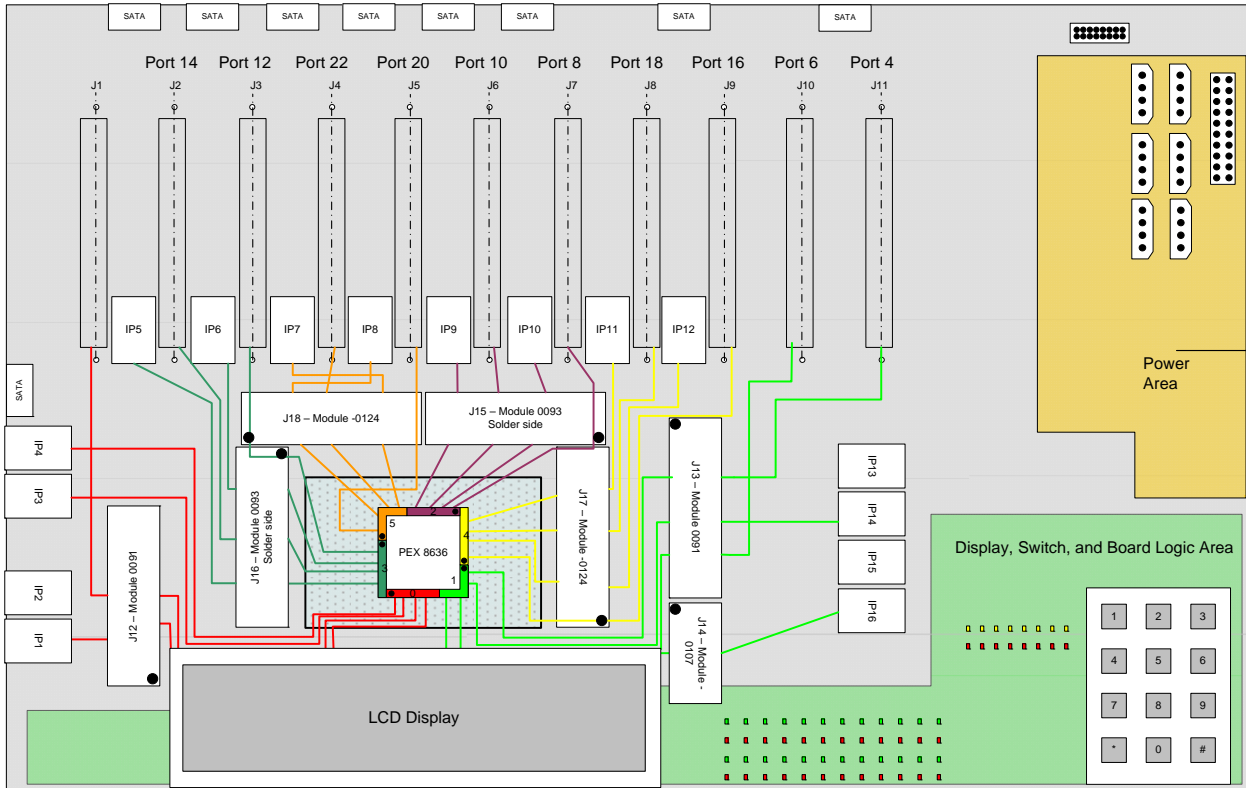 SATA SATA SATA SATA SATA SATA SATA SATA
Port 14 Port 12 Port 22 Port 20 Port 10 Port 8 Port 18 Port 16 Port 6 Port 4
J1 J2 J3 J4 J5 J6 J7 J8 J9 J10 J11
IP5 IP6 IP7 IP8 IP9 IP10 IP11 IP12
Power
Area
SATA
J18 – Module -0124
J15 – Module 0093
Solder side
IP4
IP3
IP2
IP1
J12 – Module 0091
J16 – Module 0093
Solder side
5
2
4
PEX 8636
3
1
0
J17 – Module -0124
J13 – Module 0091
J14 – Module -
0107
IP13
IP14
IP15
IP16
Display, Switch, and Board Logic Area
1 2 3
4 5 6
7 8 9
* 0 #
LCD Display